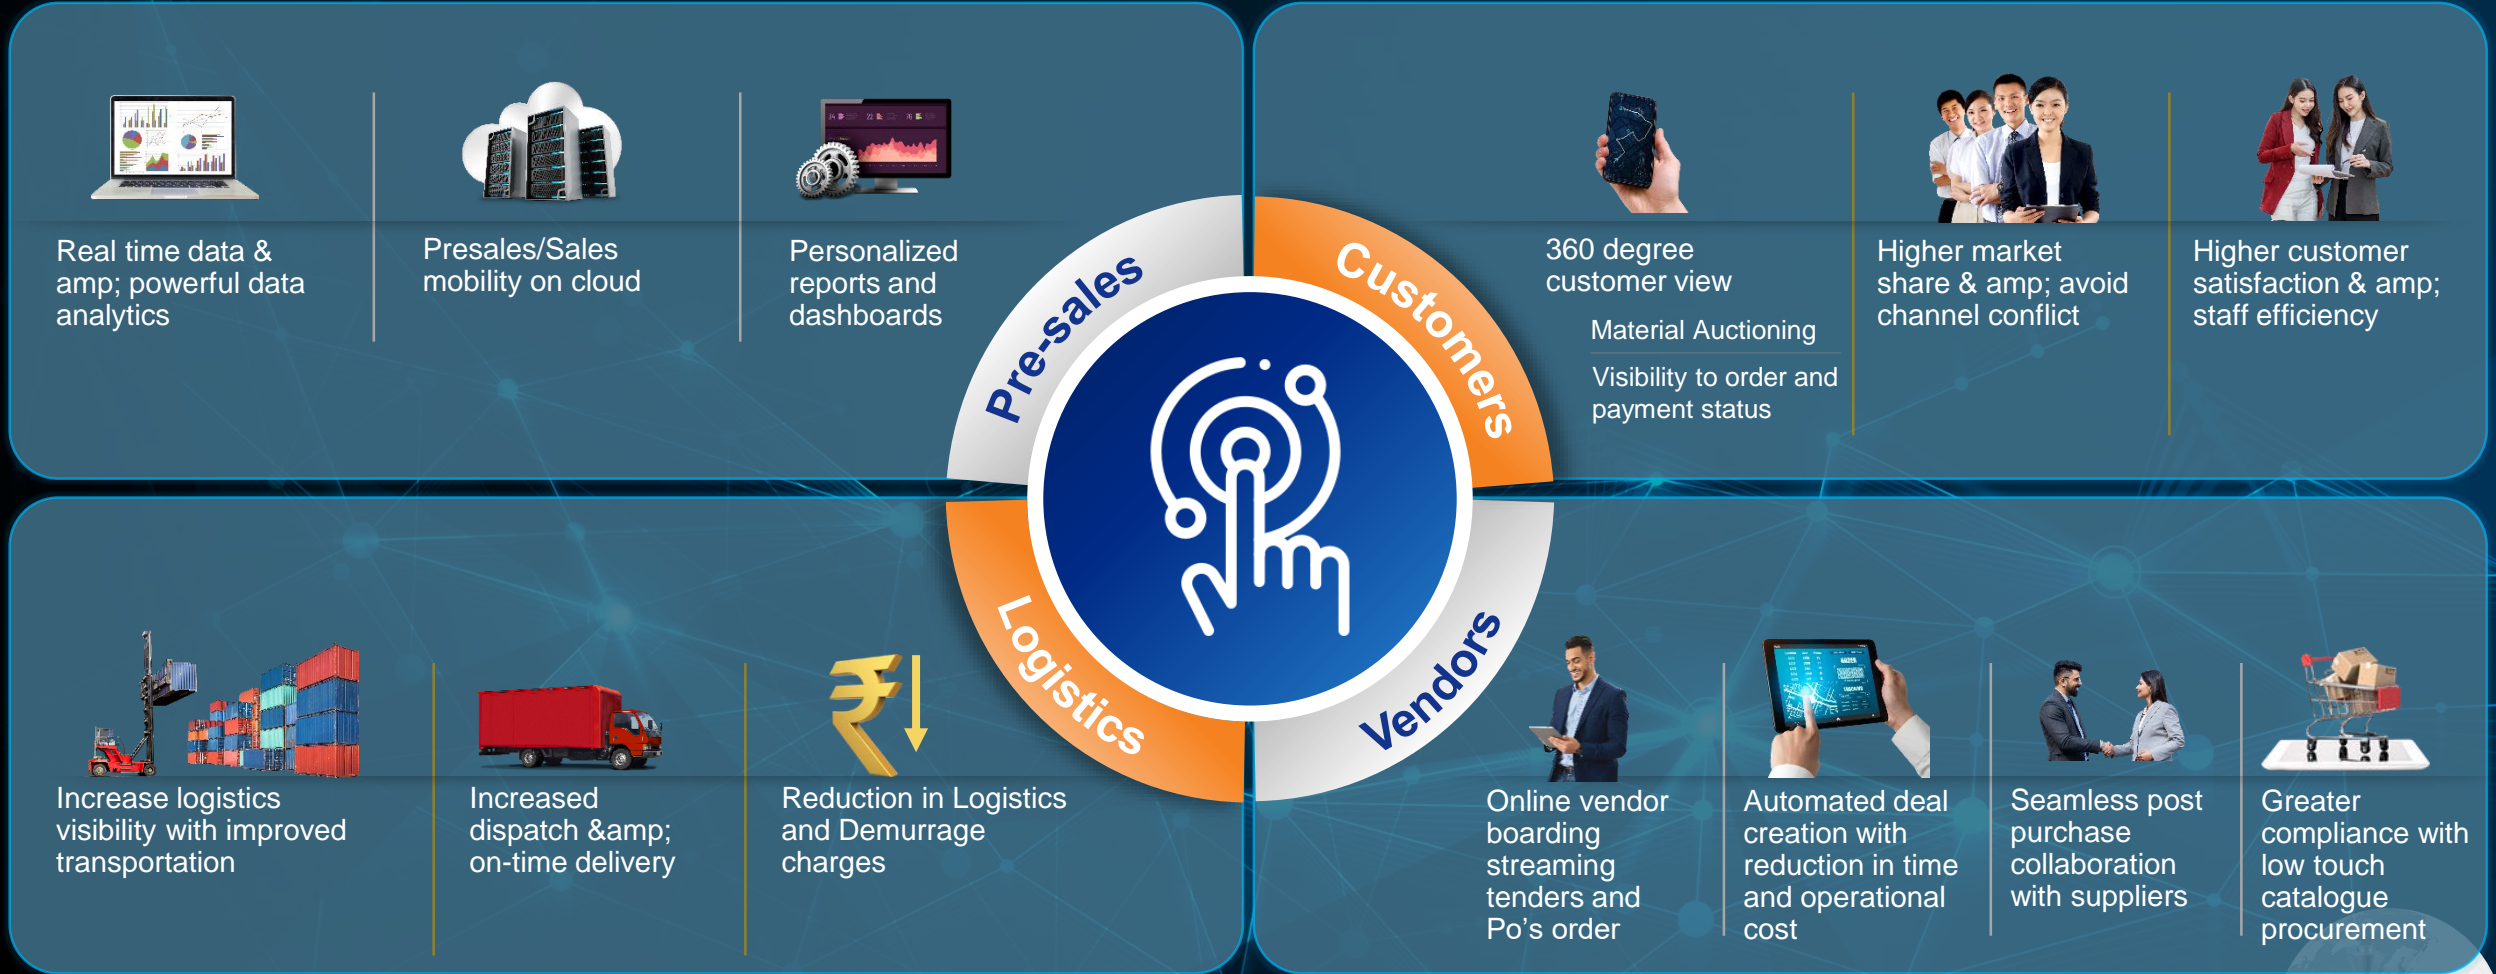 Real time data &
amp; powerful data
analytics
Presales/Sales
mobility on cloud
Personalized
reports and
dashboards
Pre-sales
Customers
360 degree
customer view
Material Auctioning
Visibility to order and
payment status
Higher market
share & amp; avoid
channel conflict
Higher customer
satisfaction & amp;
staff efficiency
Logistics
Increase logistics
visibility with improved
transportation
Increased
dispatch &amp;
on-time delivery
Reduction in Logistics
and Demurrage
charges
Vendors
Online vendor
boarding
streaming
tenders and
Po’s order
Automated deal
creation with
reduction in time
and operational
cost
Seamless post
purchase
collaboration
with suppliers
Greater
compliance with
low touch
catalogue
procurement